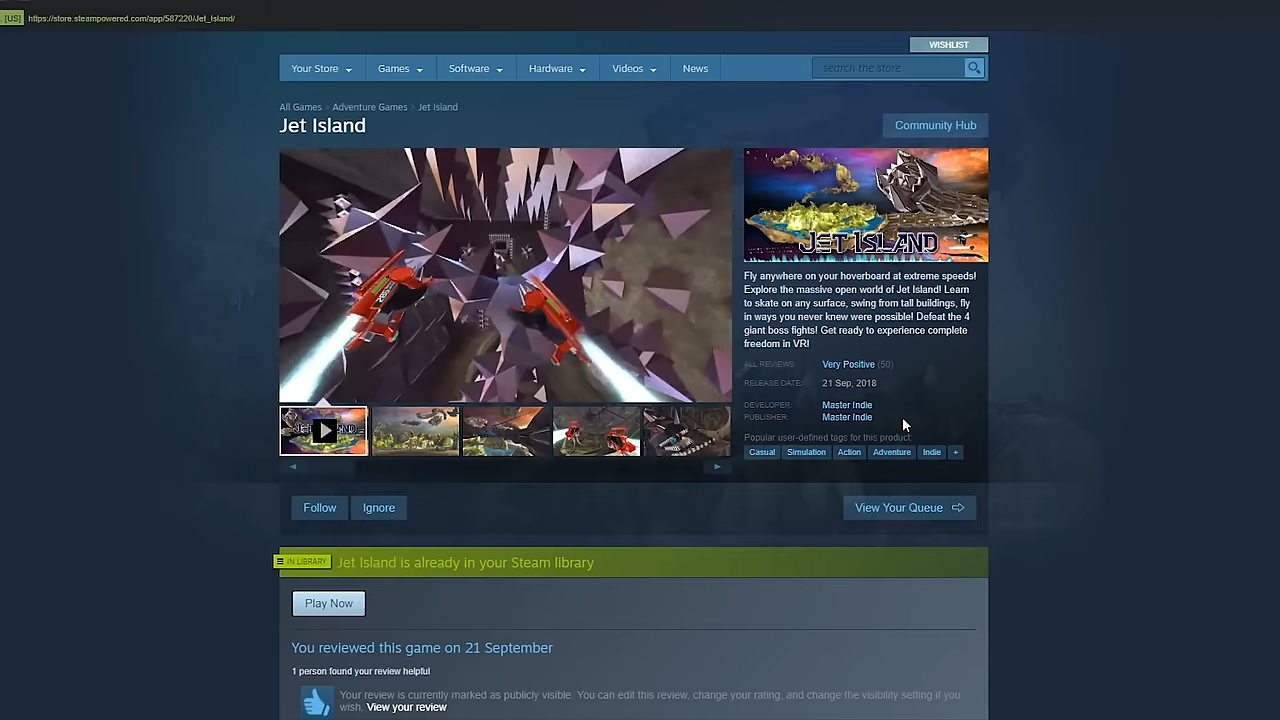 [US] https://store.steampowered.com/app/587220/Jet_Island/
WISHLIST
Your Store Games Software Hardware Videos News search the store
All Games > Adventure Games > Jet Island
Jet Island
Community Hub
JET ISLAND
Fly anywhere on your hoverboard at extreme speeds!
Explore the massive open world of Jet Island! Learn
to skate on any surface, swing from tall buildings, fly
in ways you never knew were possible! Defeat the 4
giant boss fights! Get ready to experience complete
freedom in VR!
ALL REVIEWS: Very Positive (50)
RELEASE DATE: 21 Sep, 2018
DEVELOPER: Master Indie
PUBLISHER: Master Indie
Popular user-defined tags for this product:
Casual Simulation Action Adventure Indie +
Follow Ignore View Your Queue
IN LIBRARY Jet Island is already in your Steam library
Play Now
You reviewed this game on 21 September
1 person found your review helpful
Your review is currently marked as publicly visible. You can edit this review, change your rating, and change the visibility setting if you
wish. View your review